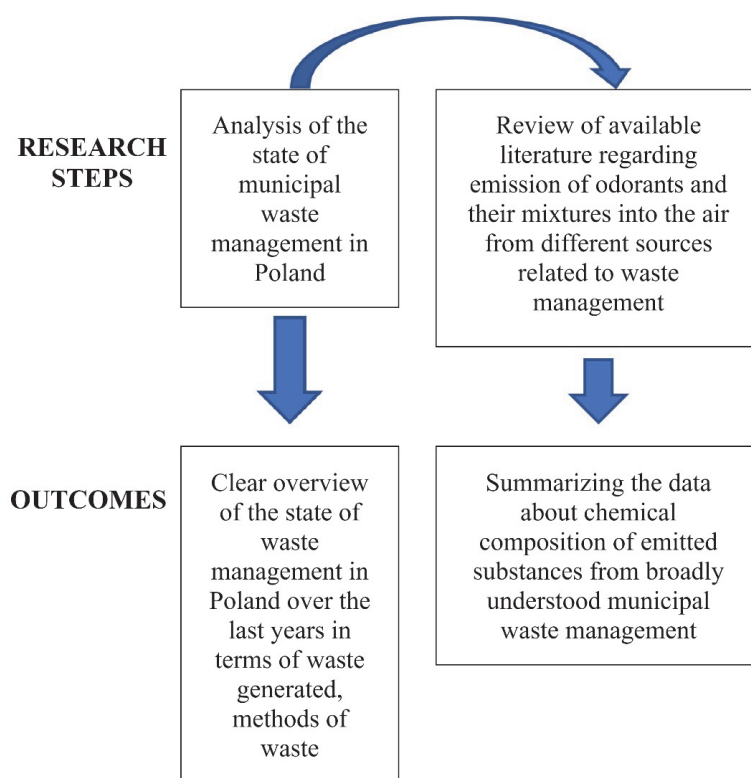 RESEARCH
STEPS
Analysis of the
state of
municipal
waste
management in
Poland
Review of available
literature regarding
emission of odorants and
their mixtures into the air
from different sources
related to waste
management
OUTCOMES
Clear overview
of the state of
waste
management in
Poland over the
last years in
terms of waste
generated,
methods of
waste
Summarizing the data
about chemical
composition of emitted
substances from broadly
understood municipal
waste management